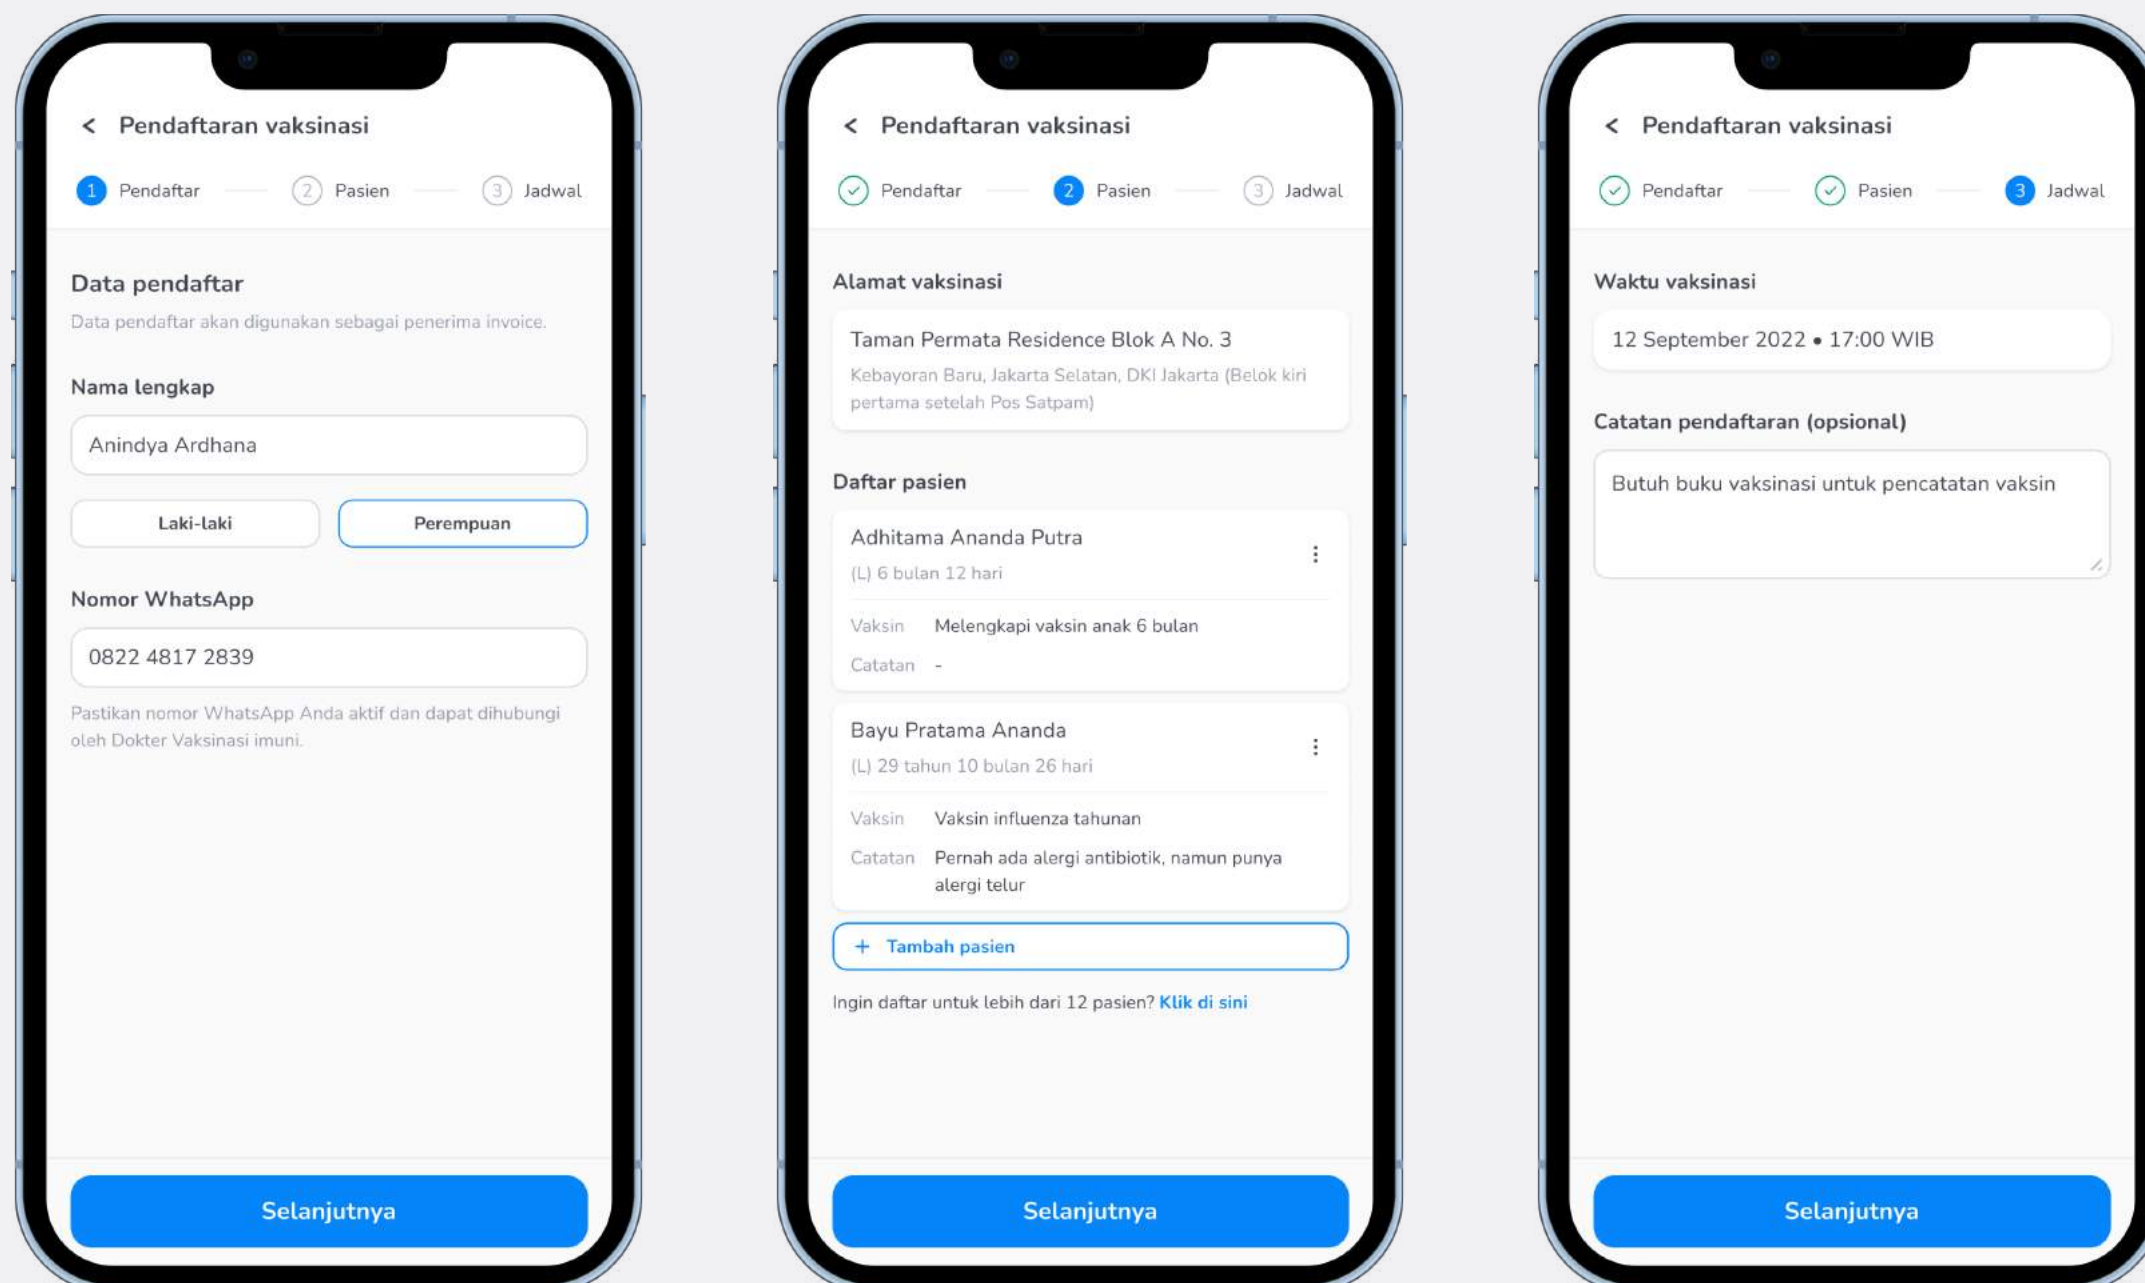 < Pendaftaran vaksinasi
1 Pendaftar 2 Pasien 3 Jadwal
Data pendaftar
Data pendaftar akan digunakan sebagai penerima invoice.
Nama lengkap
Anindya Ardhana
Laki-laki Perempuan
Nomor WhatsApp
0822 4817 2839
Pastikan nomor WhatsApp Anda aktif dan dapat dihubungi
oleh Dokter Vaksinasi imuni.
Selanjutnya
< Pendaftaran vaksinasi
Pendaftar 2 Pasien 3 Jadwal
Alamat vaksinasi
Taman Permata Residence Blok A No. 3
Kebayoran Baru, Jakarta Selatan, DKI Jakarta (Belok kiri
pertama setelah Pos Satpam)
Daftar pasien
Adhitama Ananda Putra
(L) 6 bulan 12 hari
Vaksin Melengkapi vaksin anak 6 bulan
Catatan -
Bayu Pratama Ananda
(L) 29 tahun 10 bulan 26 hari
Vaksin Vaksin influenza tahunan
Catatan Pernah ada alergi antibiotik, namun punya
alergi telur
+ Tambah pasien
Ingin daftar untuk lebih dari 12 pasien? Klik di sini
Selanjutnya
< Pendaftaran vaksinasi
Pendaftar Pasien 3 Jadwal
Waktu vaksinasi
12 September 2022 • 17:00 WIB
Catatan pendaftaran (opsional)
Butuh buku vaksinasi untuk pencatatan vaksin
Selanjutnya